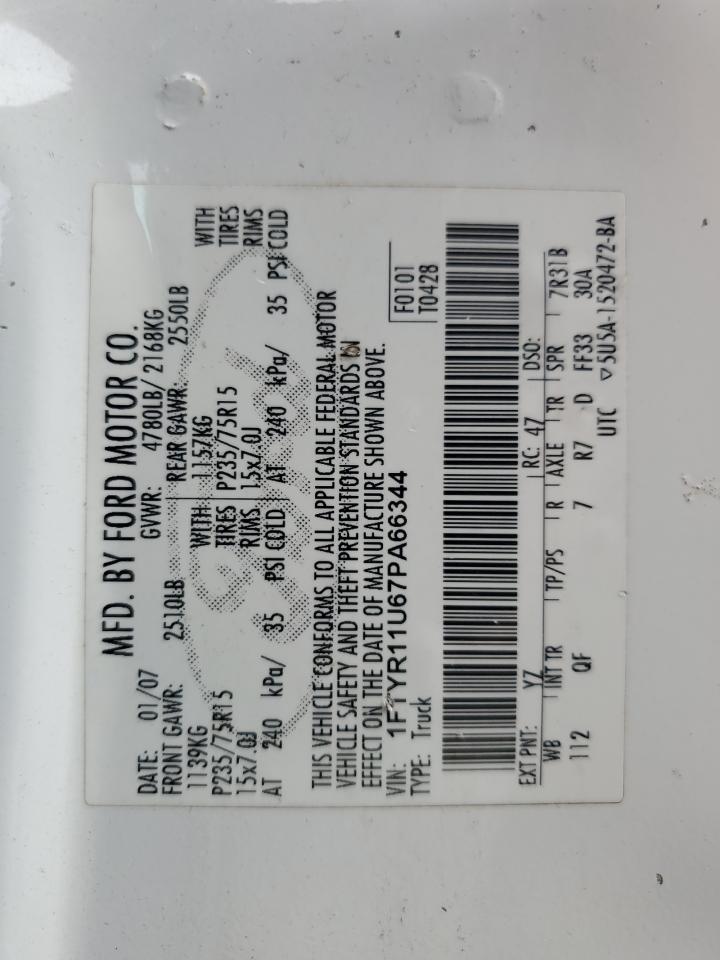 MFD. BY FORD MOTOR CO.
DATE: 01/07 GVWR: 4780LB/ 2168KG
FRONT GAWR: 2510LB REAR GAWR: 2550LB
1139KG WITH 1157KG WITH
P235/75R15 TIRES P235/75R15 TIRES
15x7.0J RIMS 15x7.0J RIMS
AT 240 kPa/ 35 PSI COLD AT 240 kPa/ 35 PSI COLD
THIS VEHICLE CONFORMS TO ALL APPLICABLE FEDERAL MOTOR
VEHICLE SAFETY AND THEFT PREVENTION STANDARDS IN
EFFECT ON THE DATE OF MANUFACTURE SHOWN ABOVE.
VIN: 1FTYR11U67PA66344 F0101
TYPE: Truck T0428
EXT PNT: YZ RC: 47 DSO:
WB INT TR TP/PS R AXLE TR SPR 7R31B
112 QF 7 R7 D FF33 30A
UTC ▽5U5A-1520472-BA